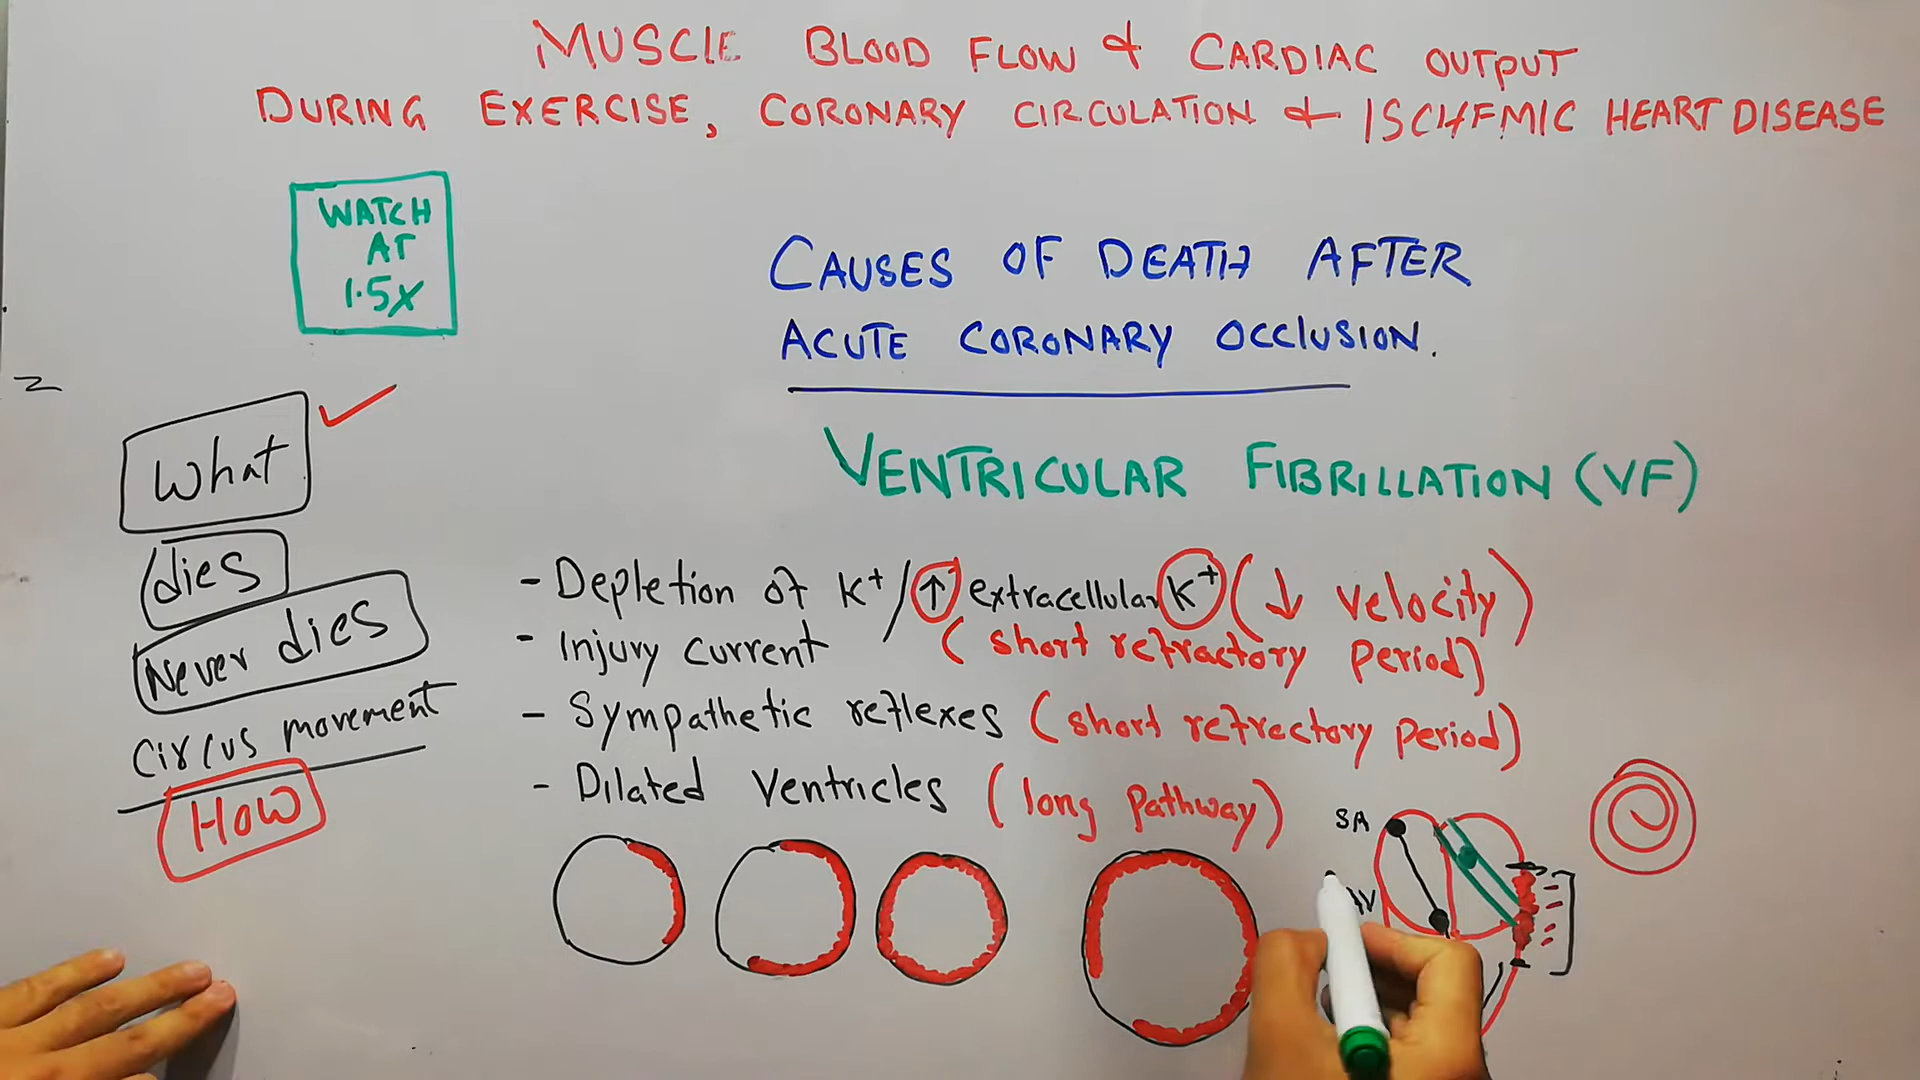 MUSCLE BLOOD FLOW & CARDIAC OUTPUT
DURING EXERCISE, CORONARY CIRCULATION & ISCHEMIC HEART DISEASE
WATCH
AT
1.5X
CAUSES OF DEATH AFTER
ACUTE CORONARY OCCLUSION.
VENTRICULAR FIBRILLATION (VF)
What
dies
Never dies
Circus movement
How
- Depletion of K+ / ↑ extracellular K+ (↓ velocity)
- Injury current (short refractory period)
- Sympathetic reflexes (short refractory period)
- Dilated Ventricles (long pathway)
SA
AV